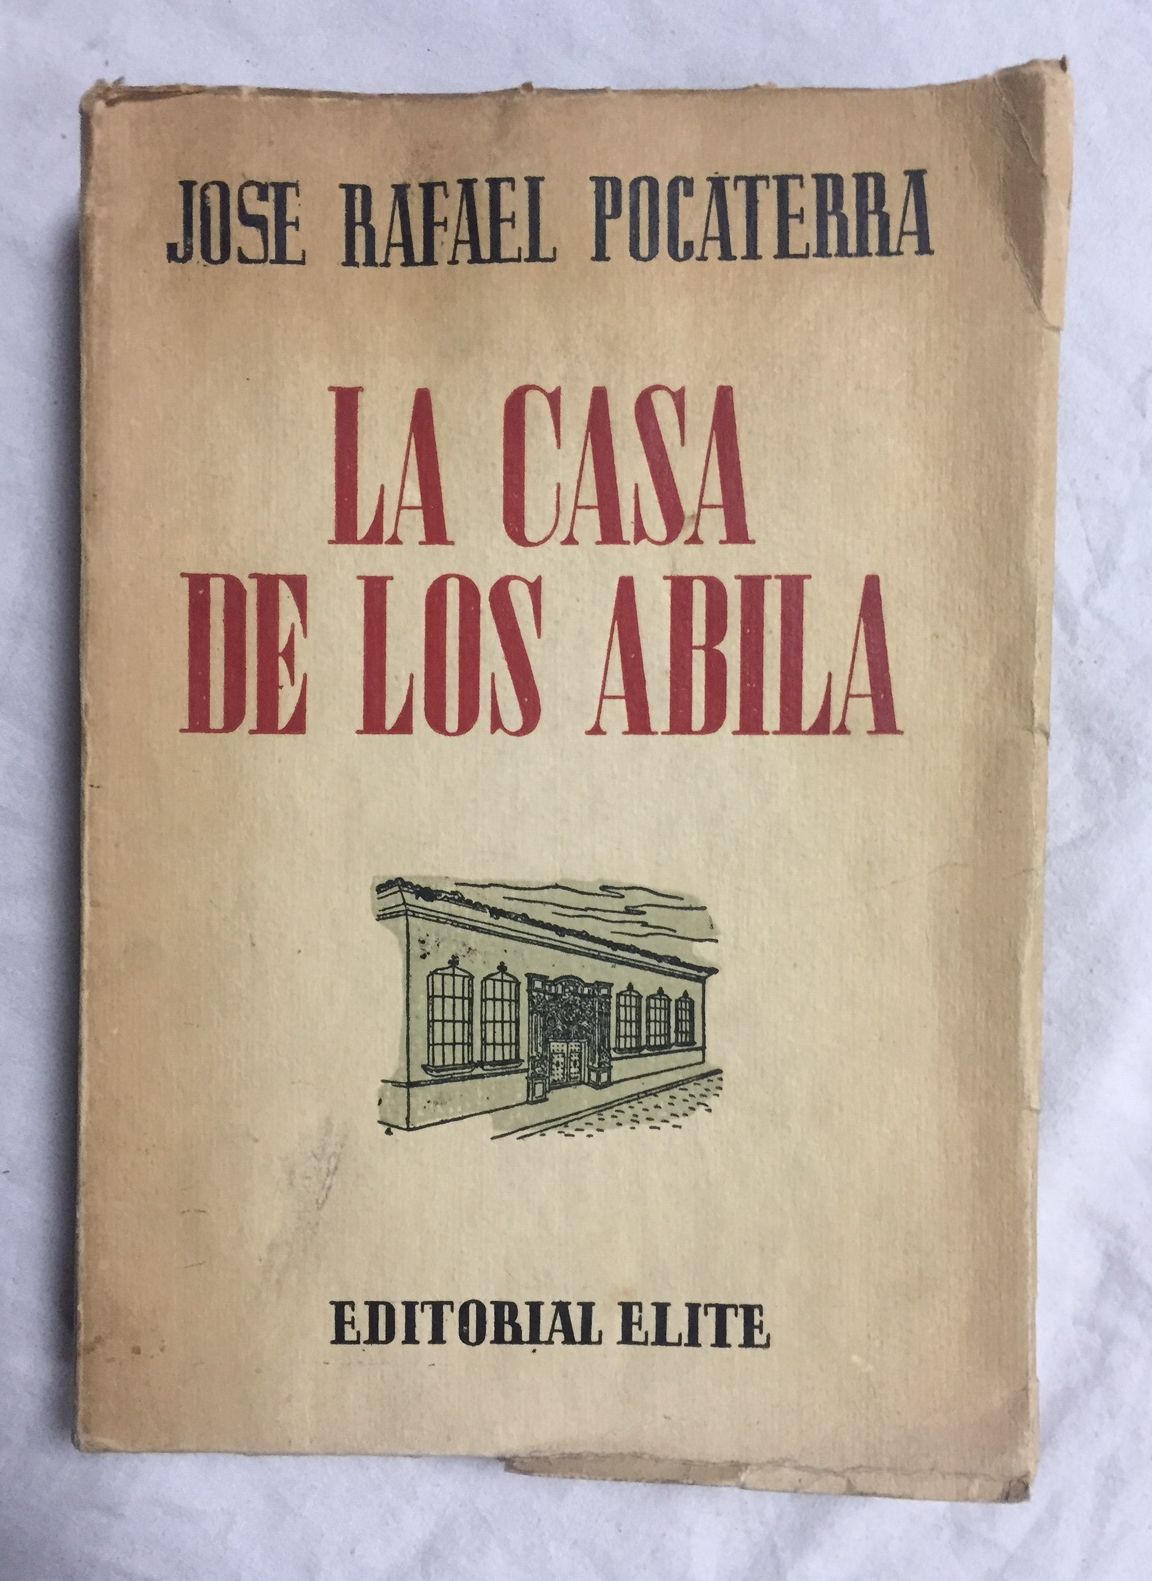 JOSE RAFAEL POCATERRA
LA CASA
DE LOS ABILA
EDITORIAL ELITE